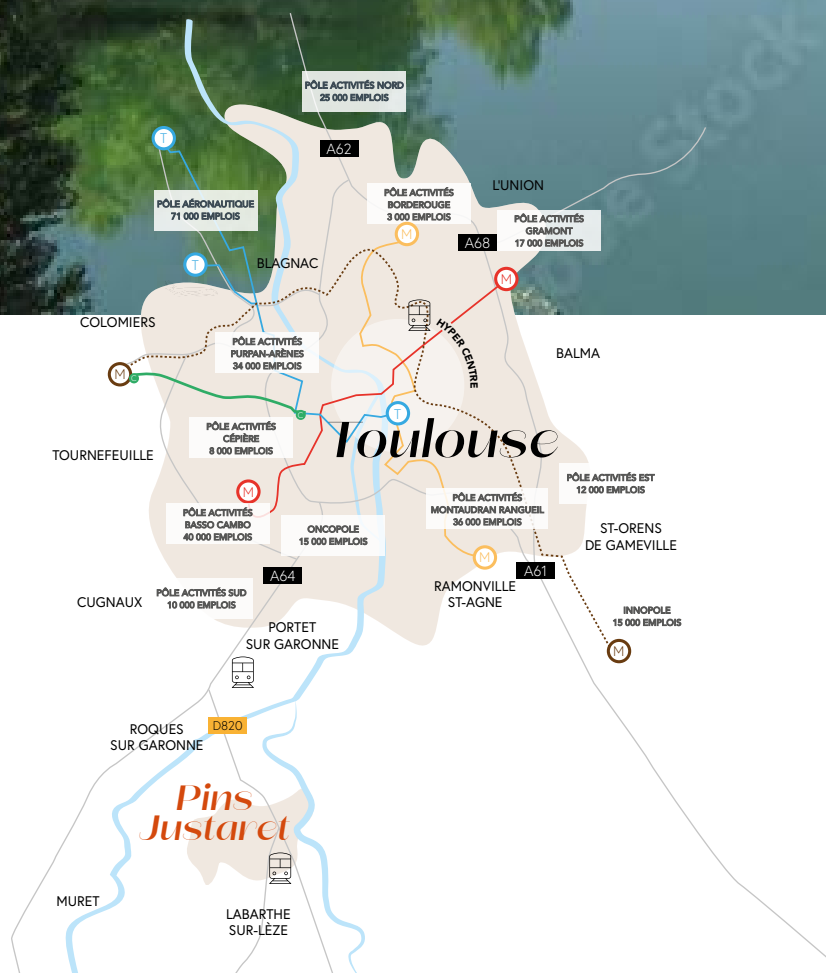 PÔLE ACTIVITÉS NORD
25 000 EMPLOIS
T
A62
L'UNION
PÔLE ACTIVITÉS
BORDEROUGE
3 000 EMPLOIS
PÔLE AÉRONAUTIQUE
71 000 EMPLOIS
PÔLE ACTIVITÉS
GRAMONT
17 000 EMPLOIS
M
A68
T
BLAGNAC
M
COLOMIERS
HYPER CENTRE
PÔLE ACTIVITÉS
PURPAN-ARÈNES
34 000 EMPLOIS
BALMA
M
C
C
T
PÔLE ACTIVITÉS
CÉPIÈRE
8 000 EMPLOIS
Toulouse
TOURNEFEUILLE
M
PÔLE ACTIVITÉS EST
12 000 EMPLOIS
PÔLE ACTIVITÉS
BASSO CAMBO
40 000 EMPLOIS
ONCOPOLE
15 000 EMPLOIS
PÔLE ACTIVITÉS
MONTAUDRAN RANGUEIL
36 000 EMPLOIS
ST-ORENS
DE GAMEVILLE
M
A64
A61
CUGNAUX
PÔLE ACTIVITÉS SUD
10 000 EMPLOIS
RAMONVILLE
ST-AGNE
INNOPOLE
15 000 EMPLOIS
PORTET
SUR GARONNE
M
ROQUES
SUR GARONNE
D820
Pins
Justaret
MURET
LABARTHE
SUR-LÈZE
Stock